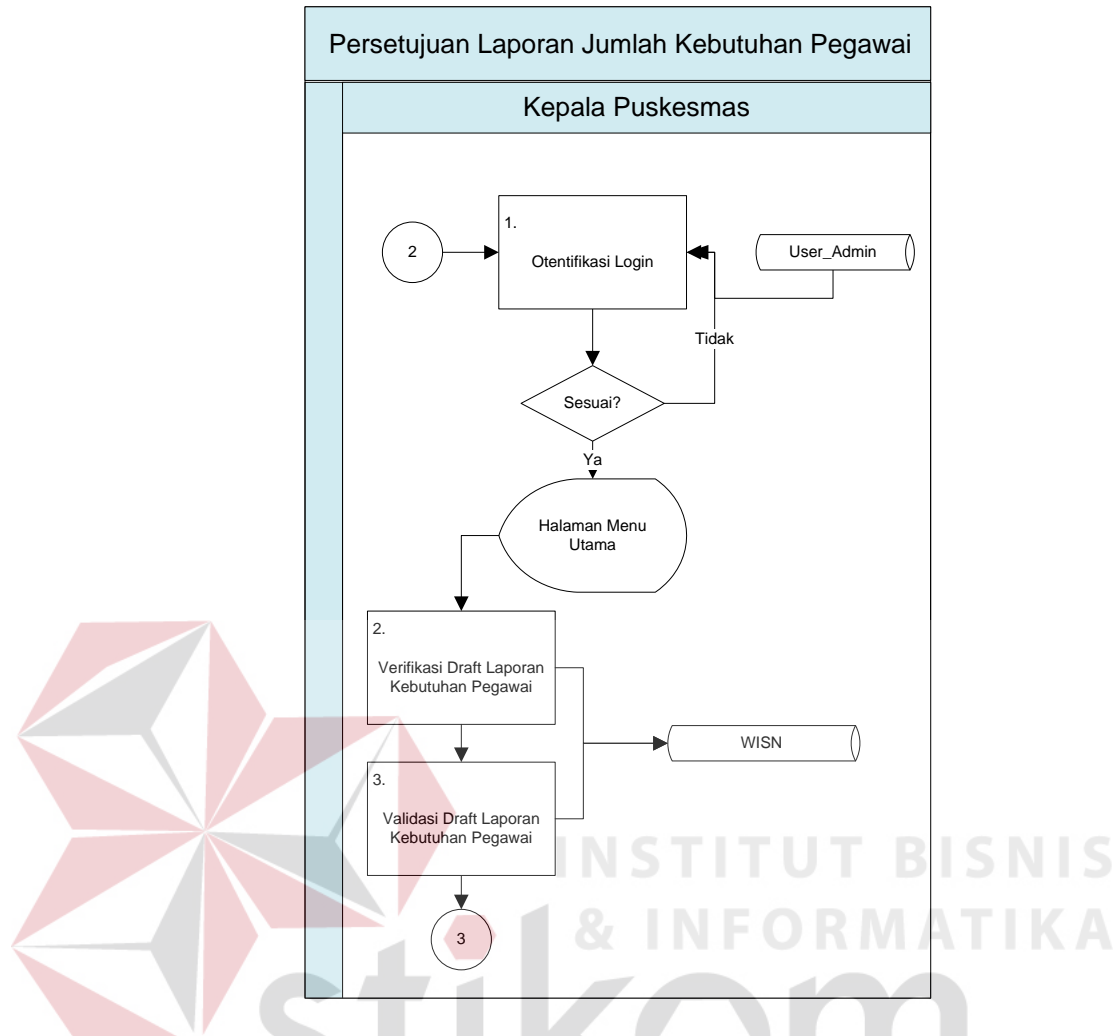 Persetujuan Laporan Jumlah Kebutuhan Pegawai
Kepala Puskesmas
2
1.
Otentifikasi Login
User_Admin
Tidak
Sesuai?
Ya
Halaman Menu
Utama
2.
Verifikasi Draft Laporan
Kebutuhan Pegawai
WISN
3.
Validasi Draft Laporan
Kebutuhan Pegawai
3
INSTITUT BISNIS
& INFORMATIKA
stikom